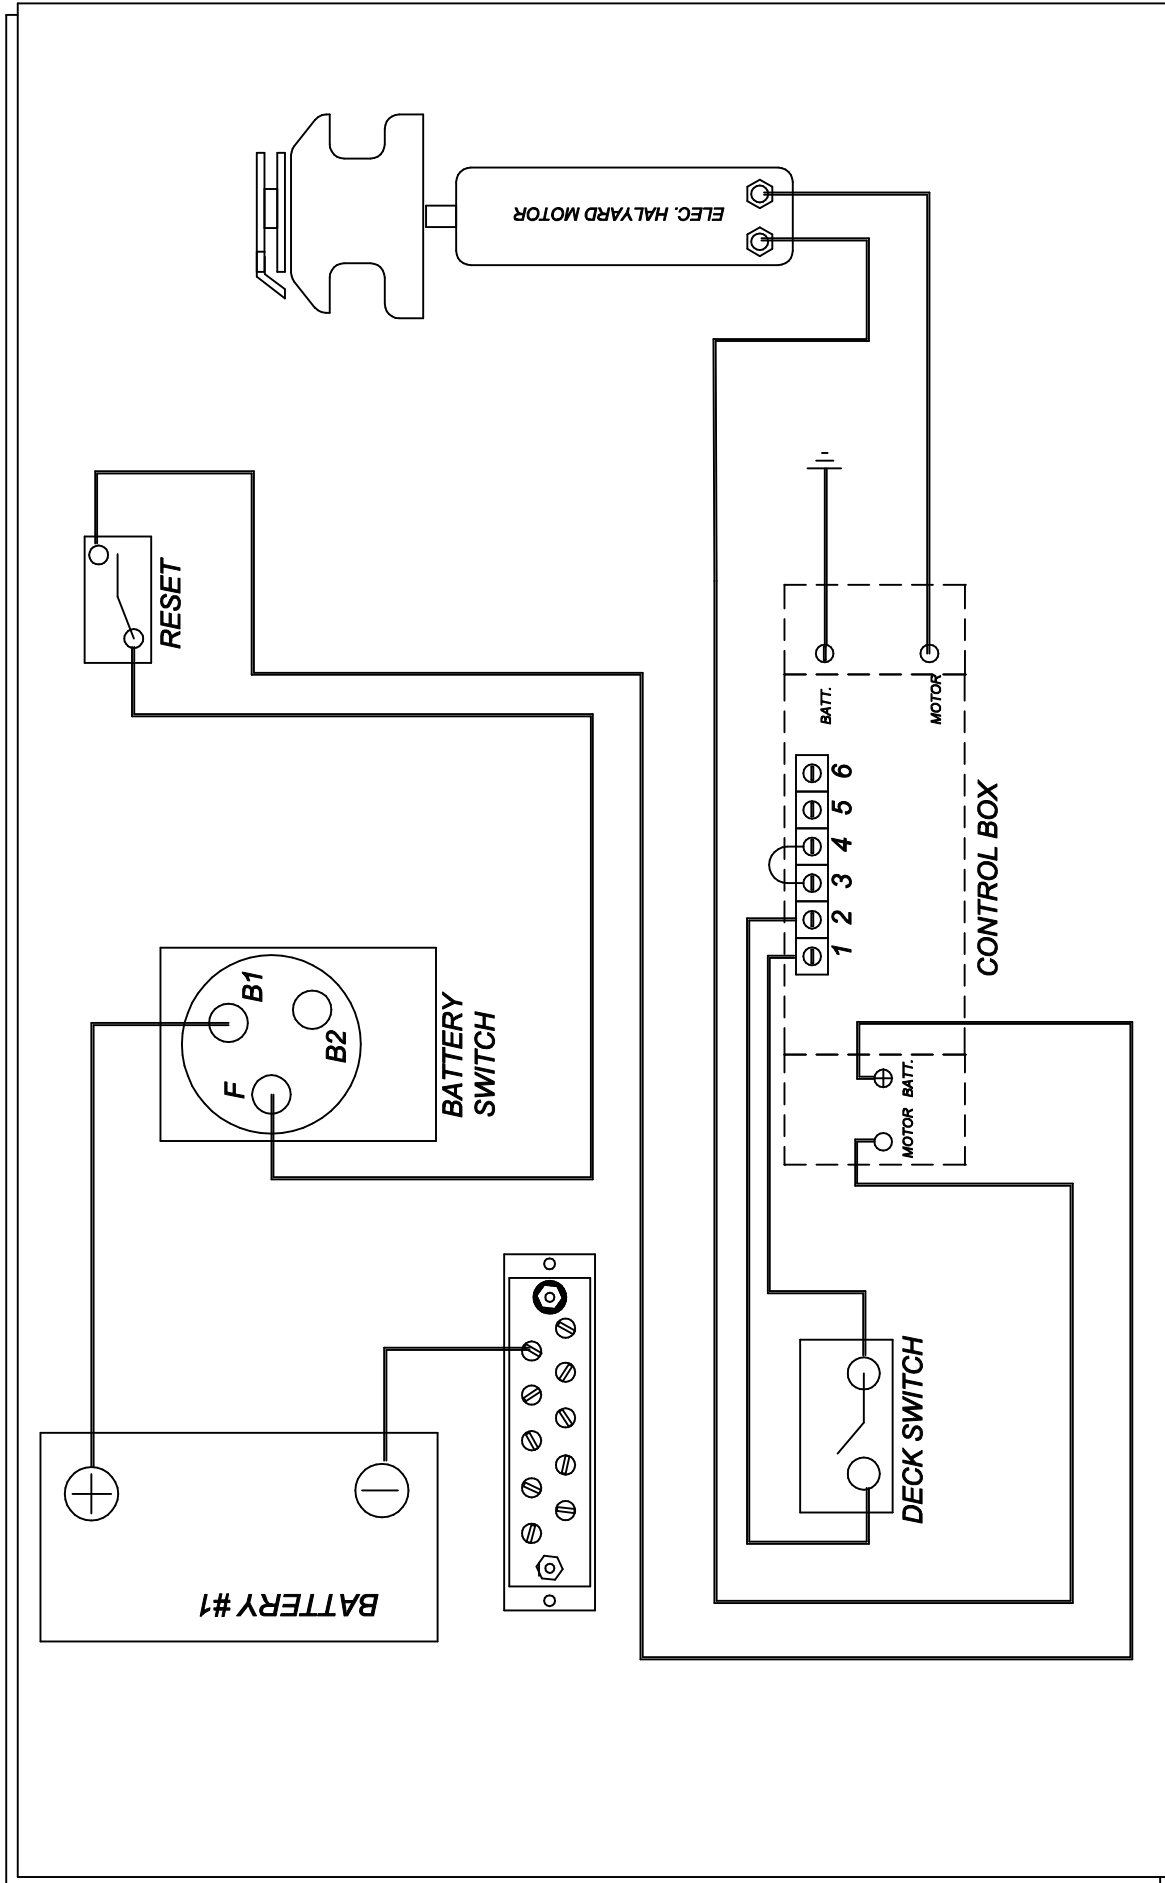 ELEC. HALYARD MOTOR
RESET
BATT.
MOTOR
1 2 3 4 5 6
CONTROL BOX
B1
B2
F
BATTERY
SWITCH
MOTOR BATT.
DECK SWITCH
BATTERY #1